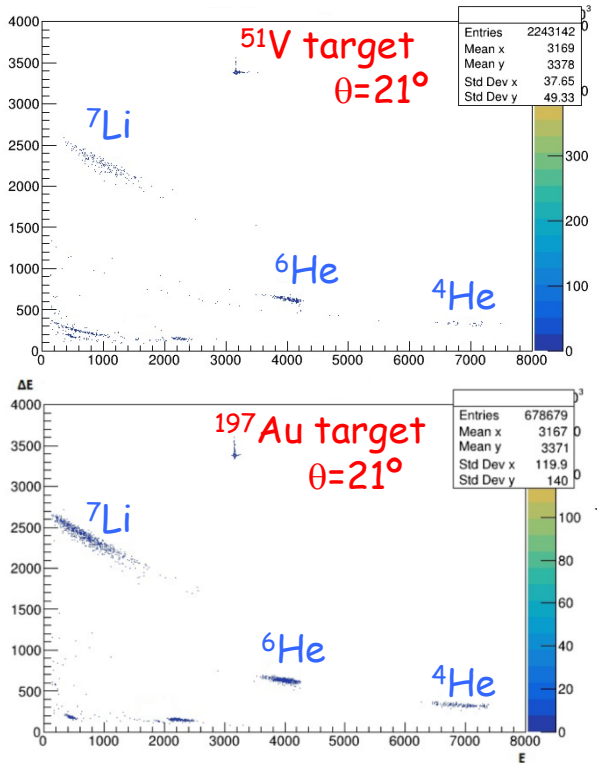 4000
3500
3000
2500
2000
1500
1000
500
0
⁵¹V target
θ=21º
⁷Li
⁶He
⁴He
Entries 2243142
Mean x 3169
Mean y 3378
Std Dev x 37.65
Std Dev y 49.33
300
200
100
0
0 1000 2000 3000 4000 5000 6000 7000 8000
ΔE
4000
3500
3000
2500
2000
1500
1000
500
0
¹⁹⁷Au target
θ=21º
⁷Li
⁶He
⁴He
Entries 678679
Mean x 3167
Mean y 3371
Std Dev x 119.9
Std Dev y 140
100
80
60
40
20
0
0 1000 2000 3000 4000 5000 6000 7000 8000
E